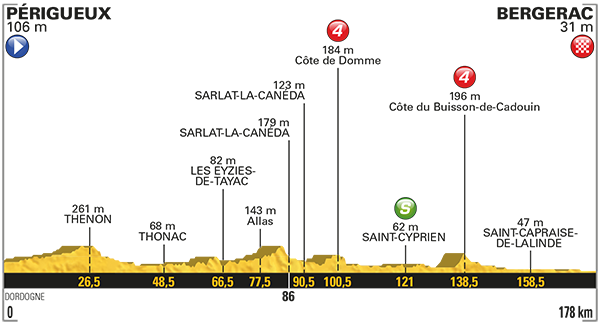 PÉRIGUEUX
106 m
BERGERAC
31 m
4
184 m
Côte de Domme
4
196 m
Côte du Buisson-de-Cadouin
123 m
SARLAT-LA-CANÉDA
179 m
SARLAT-LA-CANÉDA
82 m
LES EYZIES-
DE-TAYAC
261 m
THENON
68 m
THONAC
143 m
Allas
S
62 m
SAINT-CYPRIEN
47 m
SAINT-CAPRAISE-
DE-LALINDE
26,5 48,5 66,5 77,5 90,5 100,5 121 138,5 158,5
DORDOGNE
86
0
178 km